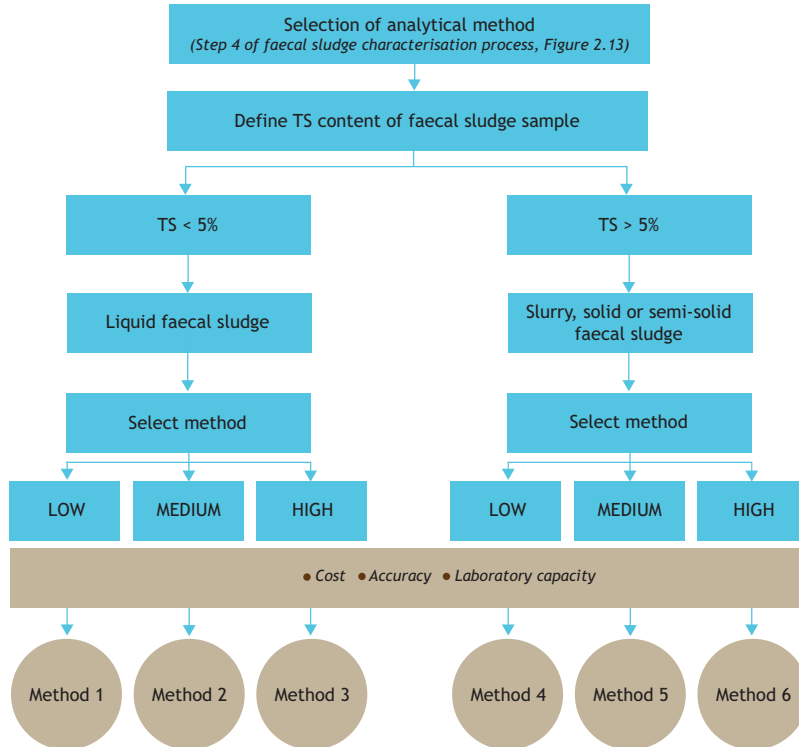 Selection of analytical method
(Step 4 of faecal sludge characterisation process, Figure 2.13)
Define TS content of faecal sludge sample
TS < 5%
TS > 5%
Liquid faecal sludge
Slurry, solid or semi-solid
faecal sludge
Select method
Select method
LOW
MEDIUM
HIGH
LOW
MEDIUM
HIGH
• Cost • Accuracy • Laboratory capacity
Method 1
Method 2
Method 3
Method 4
Method 5
Method 6